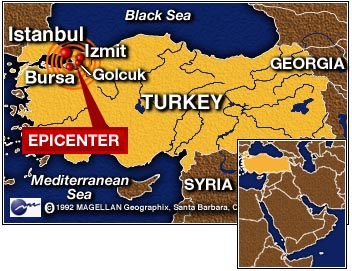 Black Sea
Istanbul
Izmit
GEORGIA
Bursa
Golcuk
TURKEY
EPICENTER
Mediterranean
Sea
SYRIA
1992 MAGELLAN Geographix, Santa Barbara, C